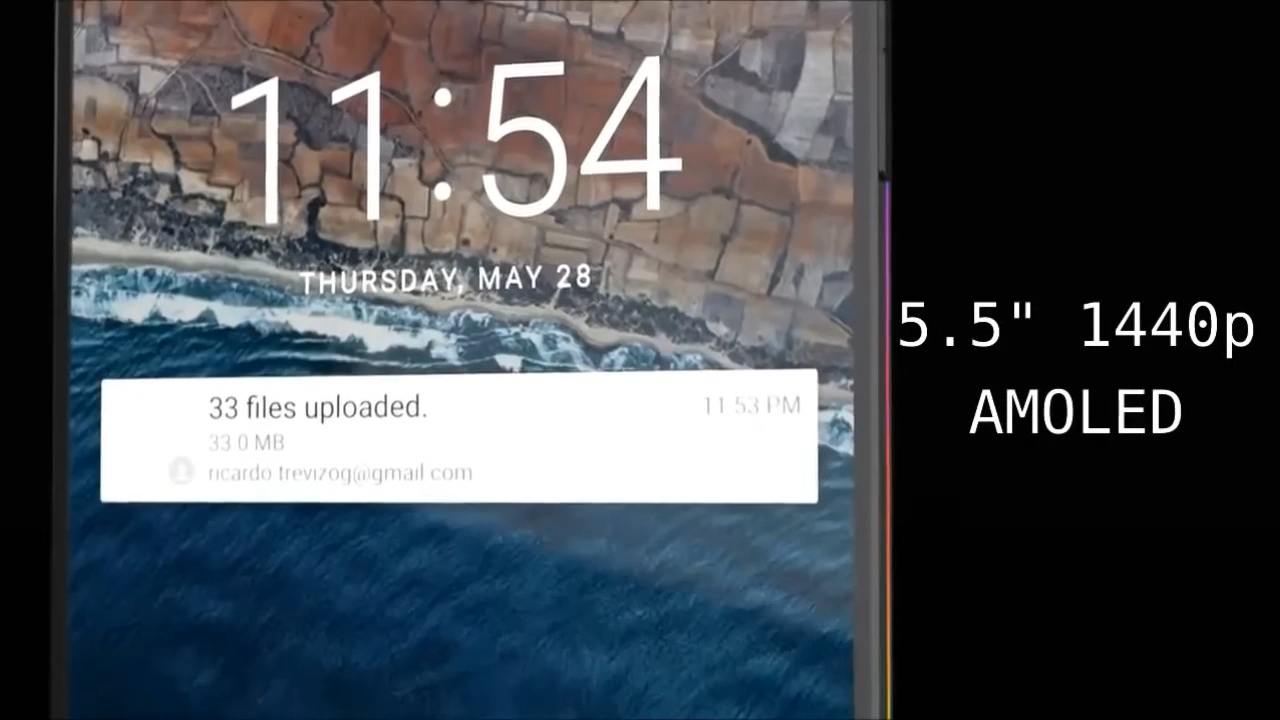 11:54
THURSDAY, MAY 28
33 files uploaded.
11 53 PM
33 0 MB
ricardo trevizog@gmail com
5.5" 1440p
AMOLED